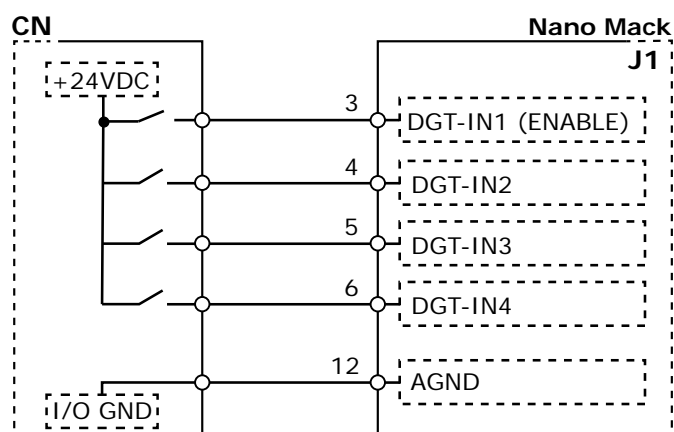 CN
Nano Mack
J1
+24VDC
3
DGT-IN1 (ENABLE)
4
DGT-IN2
5
DGT-IN3
6
DGT-IN4
12
AGND
I/O GND